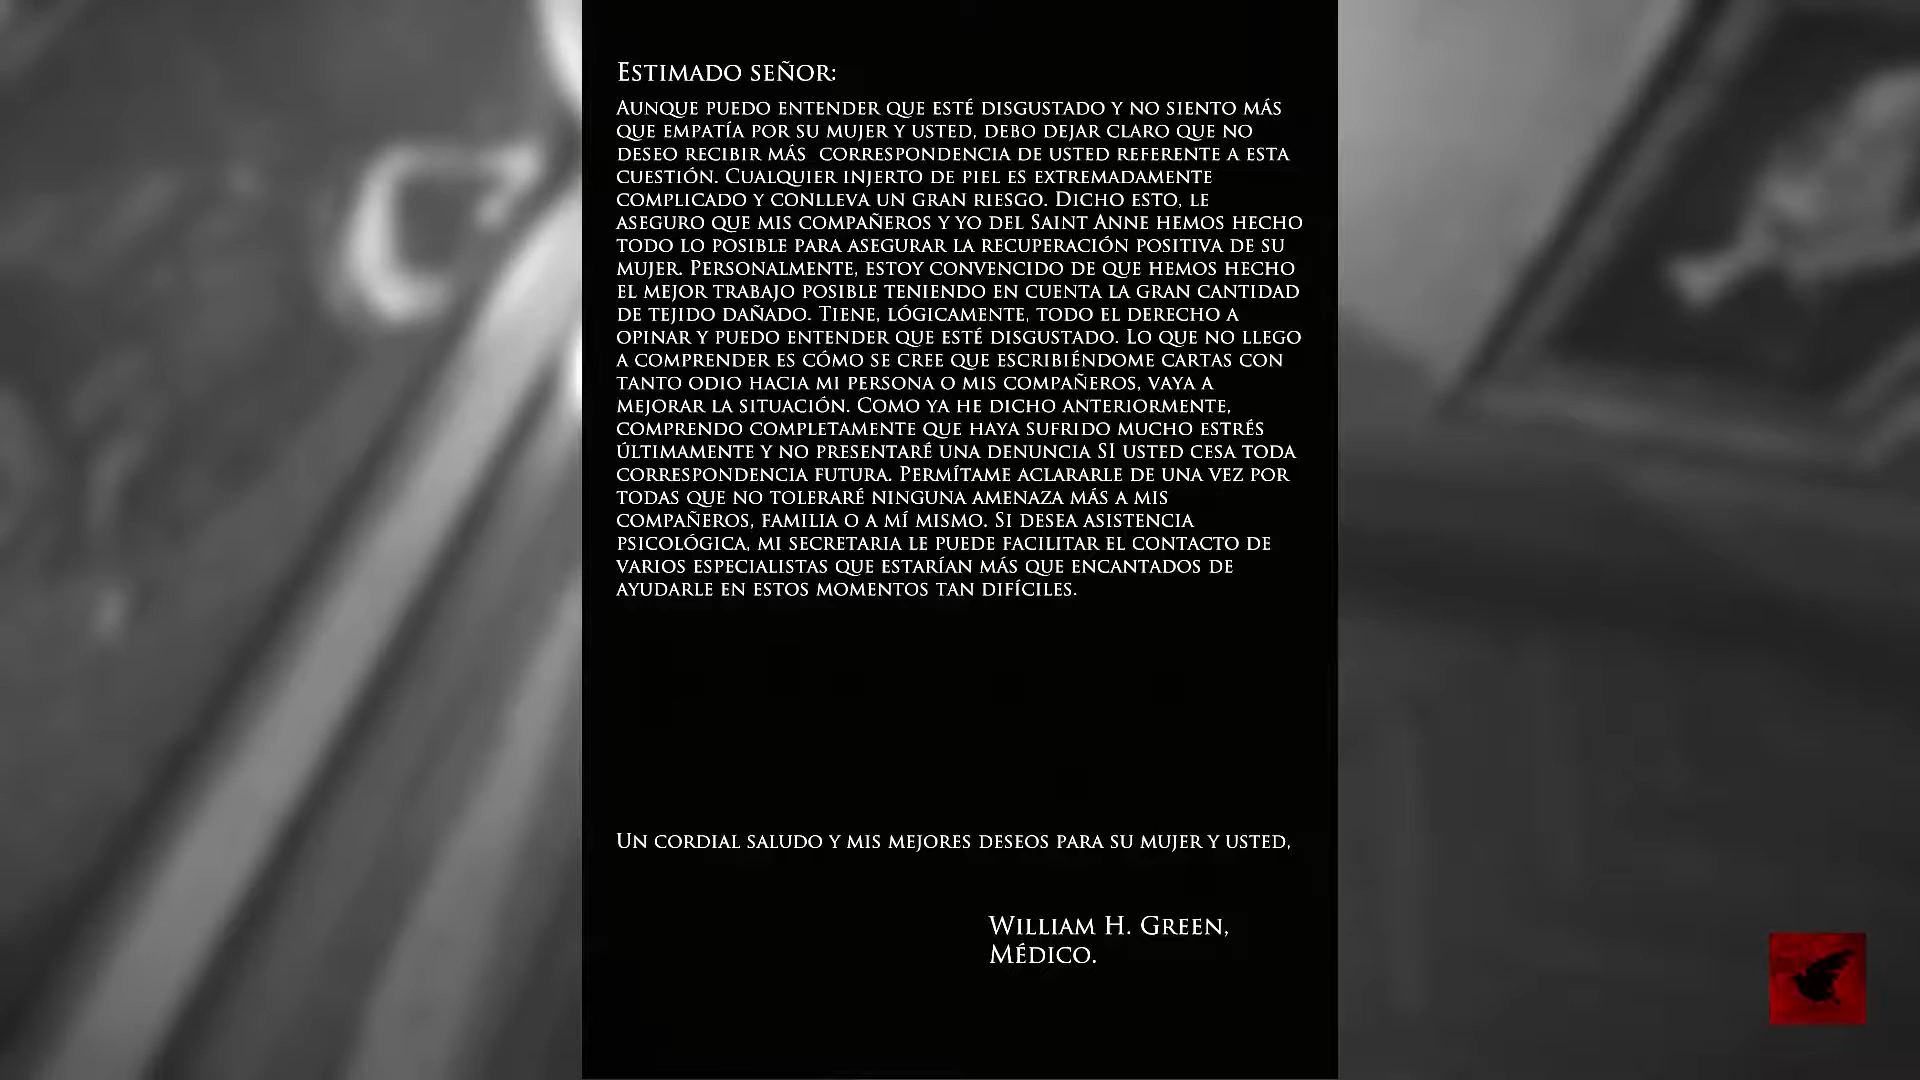 Estimado señor:
Aunque puedo entender que esté disgustado y no siento más
que empatía por su mujer y usted, debo dejar claro que no
deseo recibir más  correspondencia de usted referente a esta
cuestión. Cualquier injerto de piel es extremadamente
complicado y conlleva un gran riesgo. Dicho esto, le
aseguro que mis compañeros y yo del Saint Anne hemos hecho
todo lo posible para asegurar la recuperación positiva de su
mujer. Personalmente, estoy convencido de que hemos hecho
el mejor trabajo posible teniendo en cuenta la gran cantidad
de tejido dañado. Tiene, lógicamente, todo el derecho a
opinar y puedo entender que esté disgustado. Lo que no llego
a comprender es cómo se cree que escribiéndome cartas con
tanto odio hacia mi persona o mis compañeros, vaya a
mejorar la situación. Como ya he dicho anteriormente,
comprendo completamente que haya sufrido mucho estrés
últimamente y no presentaré una denuncia SI usted cesa toda
correspondencia futura. Permítame aclararle de una vez por
todas que no toleraré ninguna amenaza más a mis
compañeros, familia o a mí mismo. Si desea asistencia
psicológica, mi secretaria le puede facilitar el contacto de
varios especialistas que estarían más que encantados de
ayudarle en estos momentos tan difíciles.
Un cordial saludo y mis mejores deseos para su mujer y usted,
William H. Green,
Médico.